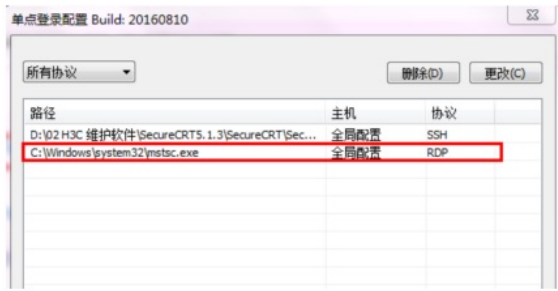 单点登录配置 Build: 20160810
所有协议 删除(D) 更改(C)
路径 主机 协议
D:\02 H3C 维护软件\SecureCRT5.1.3\SecureCRT\Sec... 全局配置 SSH
C:\Windows\system32\mstsc.exe 全局配置 RDP